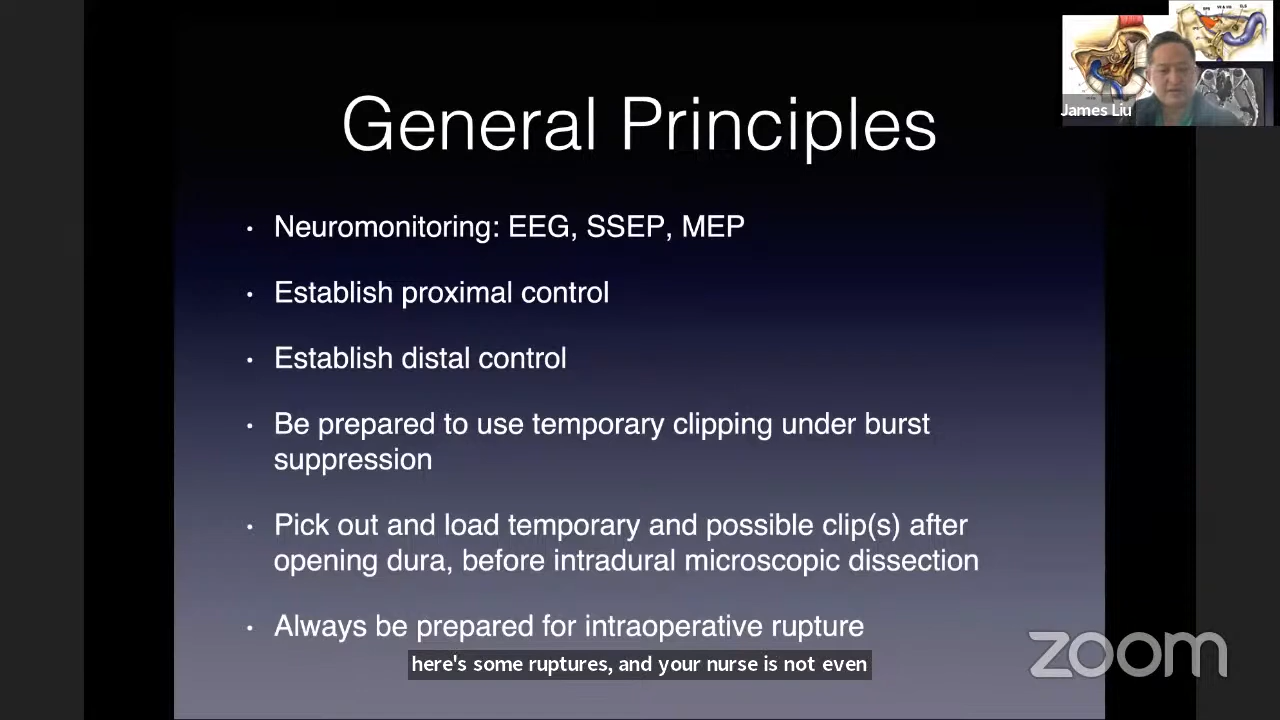 James Liu
General Principles
• Neuromonitoring: EEG, SSEP, MEP
• Establish proximal control
• Establish distal control
• Be prepared to use temporary clipping under burst
suppression
• Pick out and load temporary and possible clip(s) after
opening dura, before intradural microscopic dissection
• Always be prepared for intraoperative rupture
here's some ruptures, and your nurse is not even
zoom